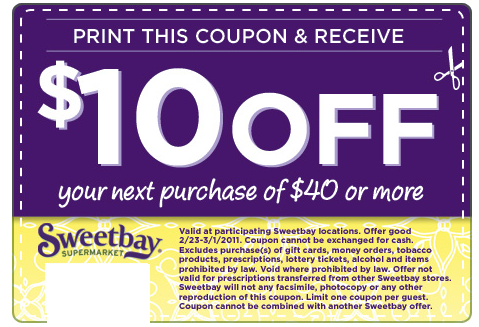 PRINT THIS COUPON & RECEIVE
$10 OFF
your next purchase of $40 or more
Sweetbay
SUPERMARKET
Valid at participating Sweetbay locations. Offer good
2/23-3/1/2011. Coupon cannot be exchanged for cash.
Excludes purchase(s) of gift cards, money orders, tobacco
products, prescriptions, lottery tickets, alcohol and items
prohibited by law. Void where prohibited by law. Offer not
valid for prescriptions transferred from other Sweetbay stores.
Sweetbay will not any facsimile, photocopy or any other
reproduction of this coupon. Limit one coupon per guest.
Coupon cannot be combined with another Sweetbay offer.